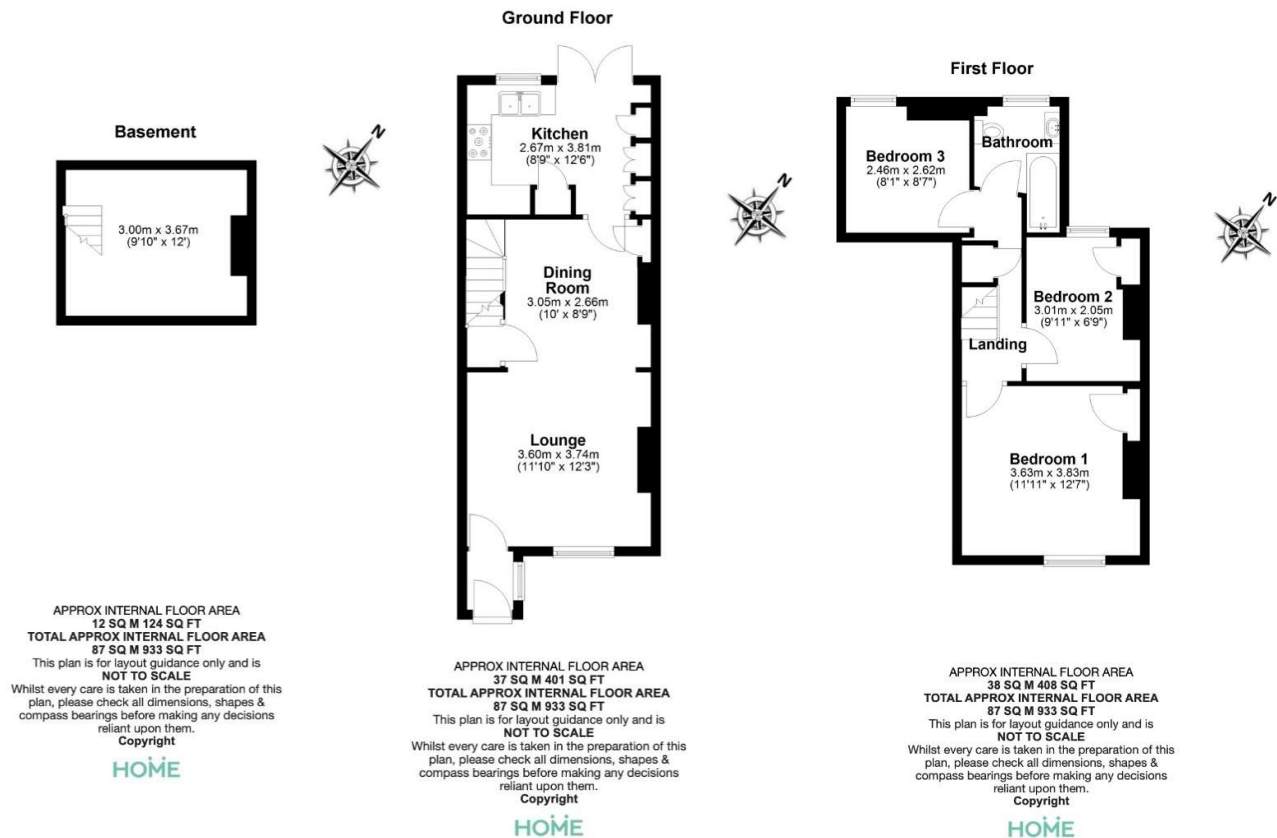 Basement
N
3.00m x 3.67m
(9'10" x 12')
APPROX INTERNAL FLOOR AREA
12 SQ M 124 SQ FT
TOTAL APPROX INTERNAL FLOOR AREA
87 SQ M 933 SQ FT
This plan is for layout guidance only and is
NOT TO SCALE
Whilst every care is taken in the preparation of this
plan, please check all dimensions, shapes &
compass bearings before making any decisions
reliant upon them.
Copyright
HOME
Ground Floor
N
Kitchen
2.67m x 3.81m
(8'9" x 12'6")
Dining
Room
3.05m x 2.66m
(10' x 8'9")
Lounge
3.60m x 3.74m
(11'10" x 12'3")
APPROX INTERNAL FLOOR AREA
37 SQ M 401 SQ FT
TOTAL APPROX INTERNAL FLOOR AREA
87 SQ M 933 SQ FT
This plan is for layout guidance only and is
NOT TO SCALE
Whilst every care is taken in the preparation of this
plan, please check all dimensions, shapes &
compass bearings before making any decisions
reliant upon them.
Copyright
HOME
First Floor
N
Bedroom 3
2.46m x 2.62m
(8'1" x 8'7")
Bathroom
Bedroom 2
3.01m x 2.05m
(9'11" x 6'9")
Landing
Bedroom 1
3.63m x 3.83m
(11'11" x 12'7")
APPROX INTERNAL FLOOR AREA
38 SQ M 408 SQ FT
TOTAL APPROX INTERNAL FLOOR AREA
87 SQ M 933 SQ FT
This plan is for layout guidance only and is
NOT TO SCALE
Whilst every care is taken in the preparation of this
plan, please check all dimensions, shapes &
compass bearings before making any decisions
reliant upon them.
Copyright
HOME